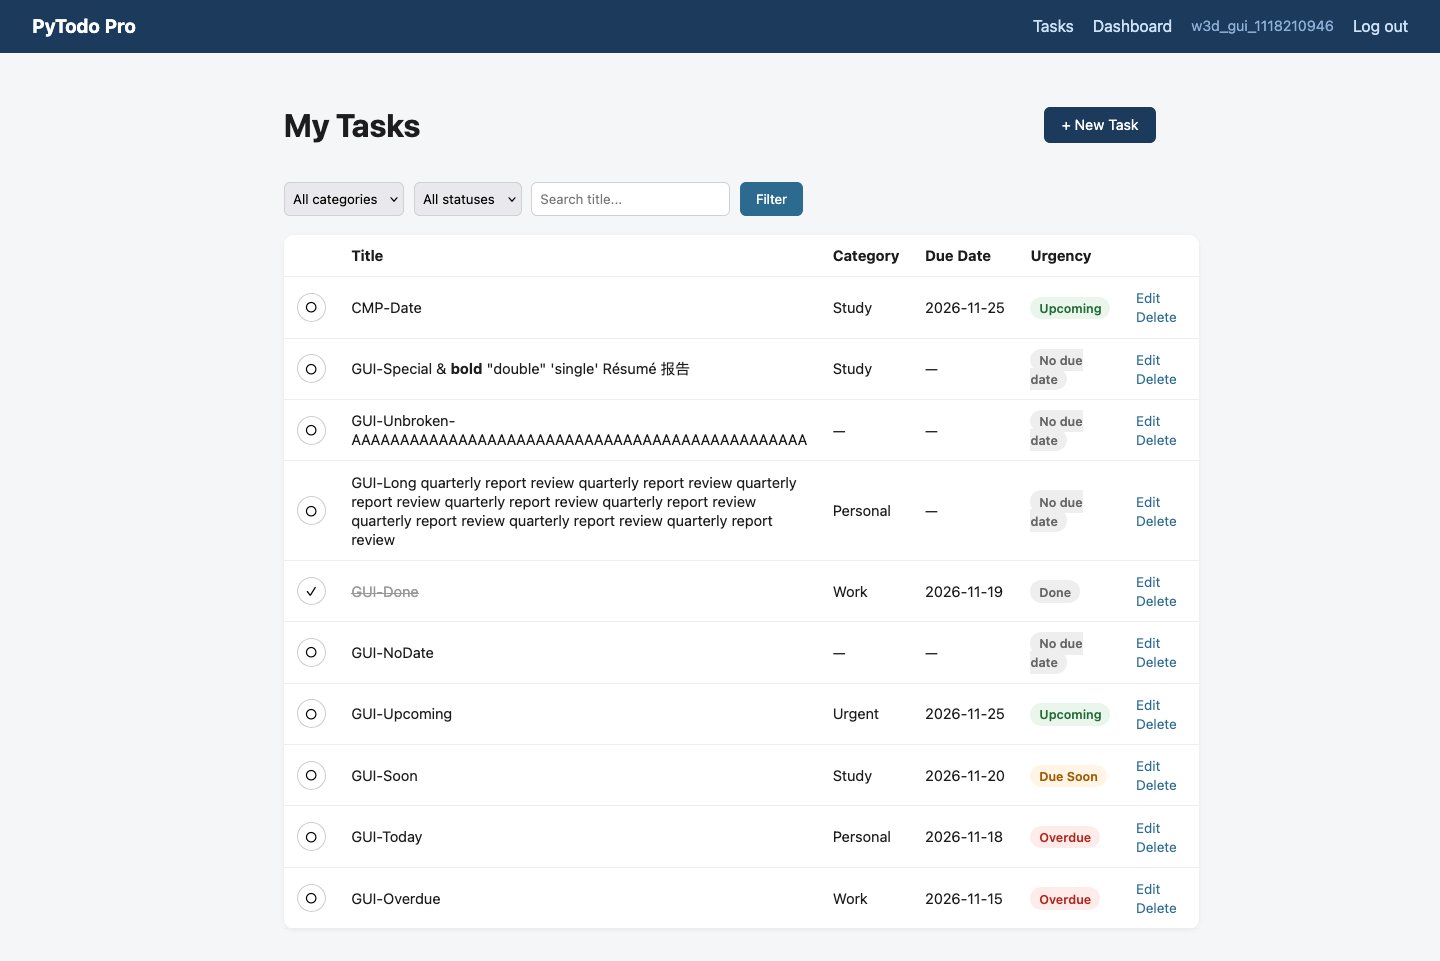 PyTodo Pro
Tasks Dashboard w3d_gui_1118210946 Log out
My Tasks
+ New Task
All categories All statuses Search title... Filter
Title Category Due Date Urgency
CMP-Date Study 2026-11-25 Upcoming Edit
Delete
GUI-Special & bold "double" 'single' Résumé 报告 Study — No due date Edit
Delete
GUI-Unbroken-
AAAAAAAAAAAAAAAAAAAAAAAAAAAAAAAAAAAAAAAAAAAAAAAA — — No due date Edit
Delete
GUI-Long quarterly report review quarterly report review quarterly
report review quarterly report review quarterly report review
quarterly report review quarterly report review quarterly report
review
Personal — No due date Edit
Delete
✓ GUI-Done Work 2026-11-19 Done Edit
Delete
GUI-NoDate — — No due date Edit
Delete
GUI-Upcoming Urgent 2026-11-25 Upcoming Edit
Delete
GUI-Soon Study 2026-11-20 Due Soon Edit
Delete
GUI-Today Personal 2026-11-18 Overdue Edit
Delete
GUI-Overdue Work 2026-11-15 Overdue Edit
Delete